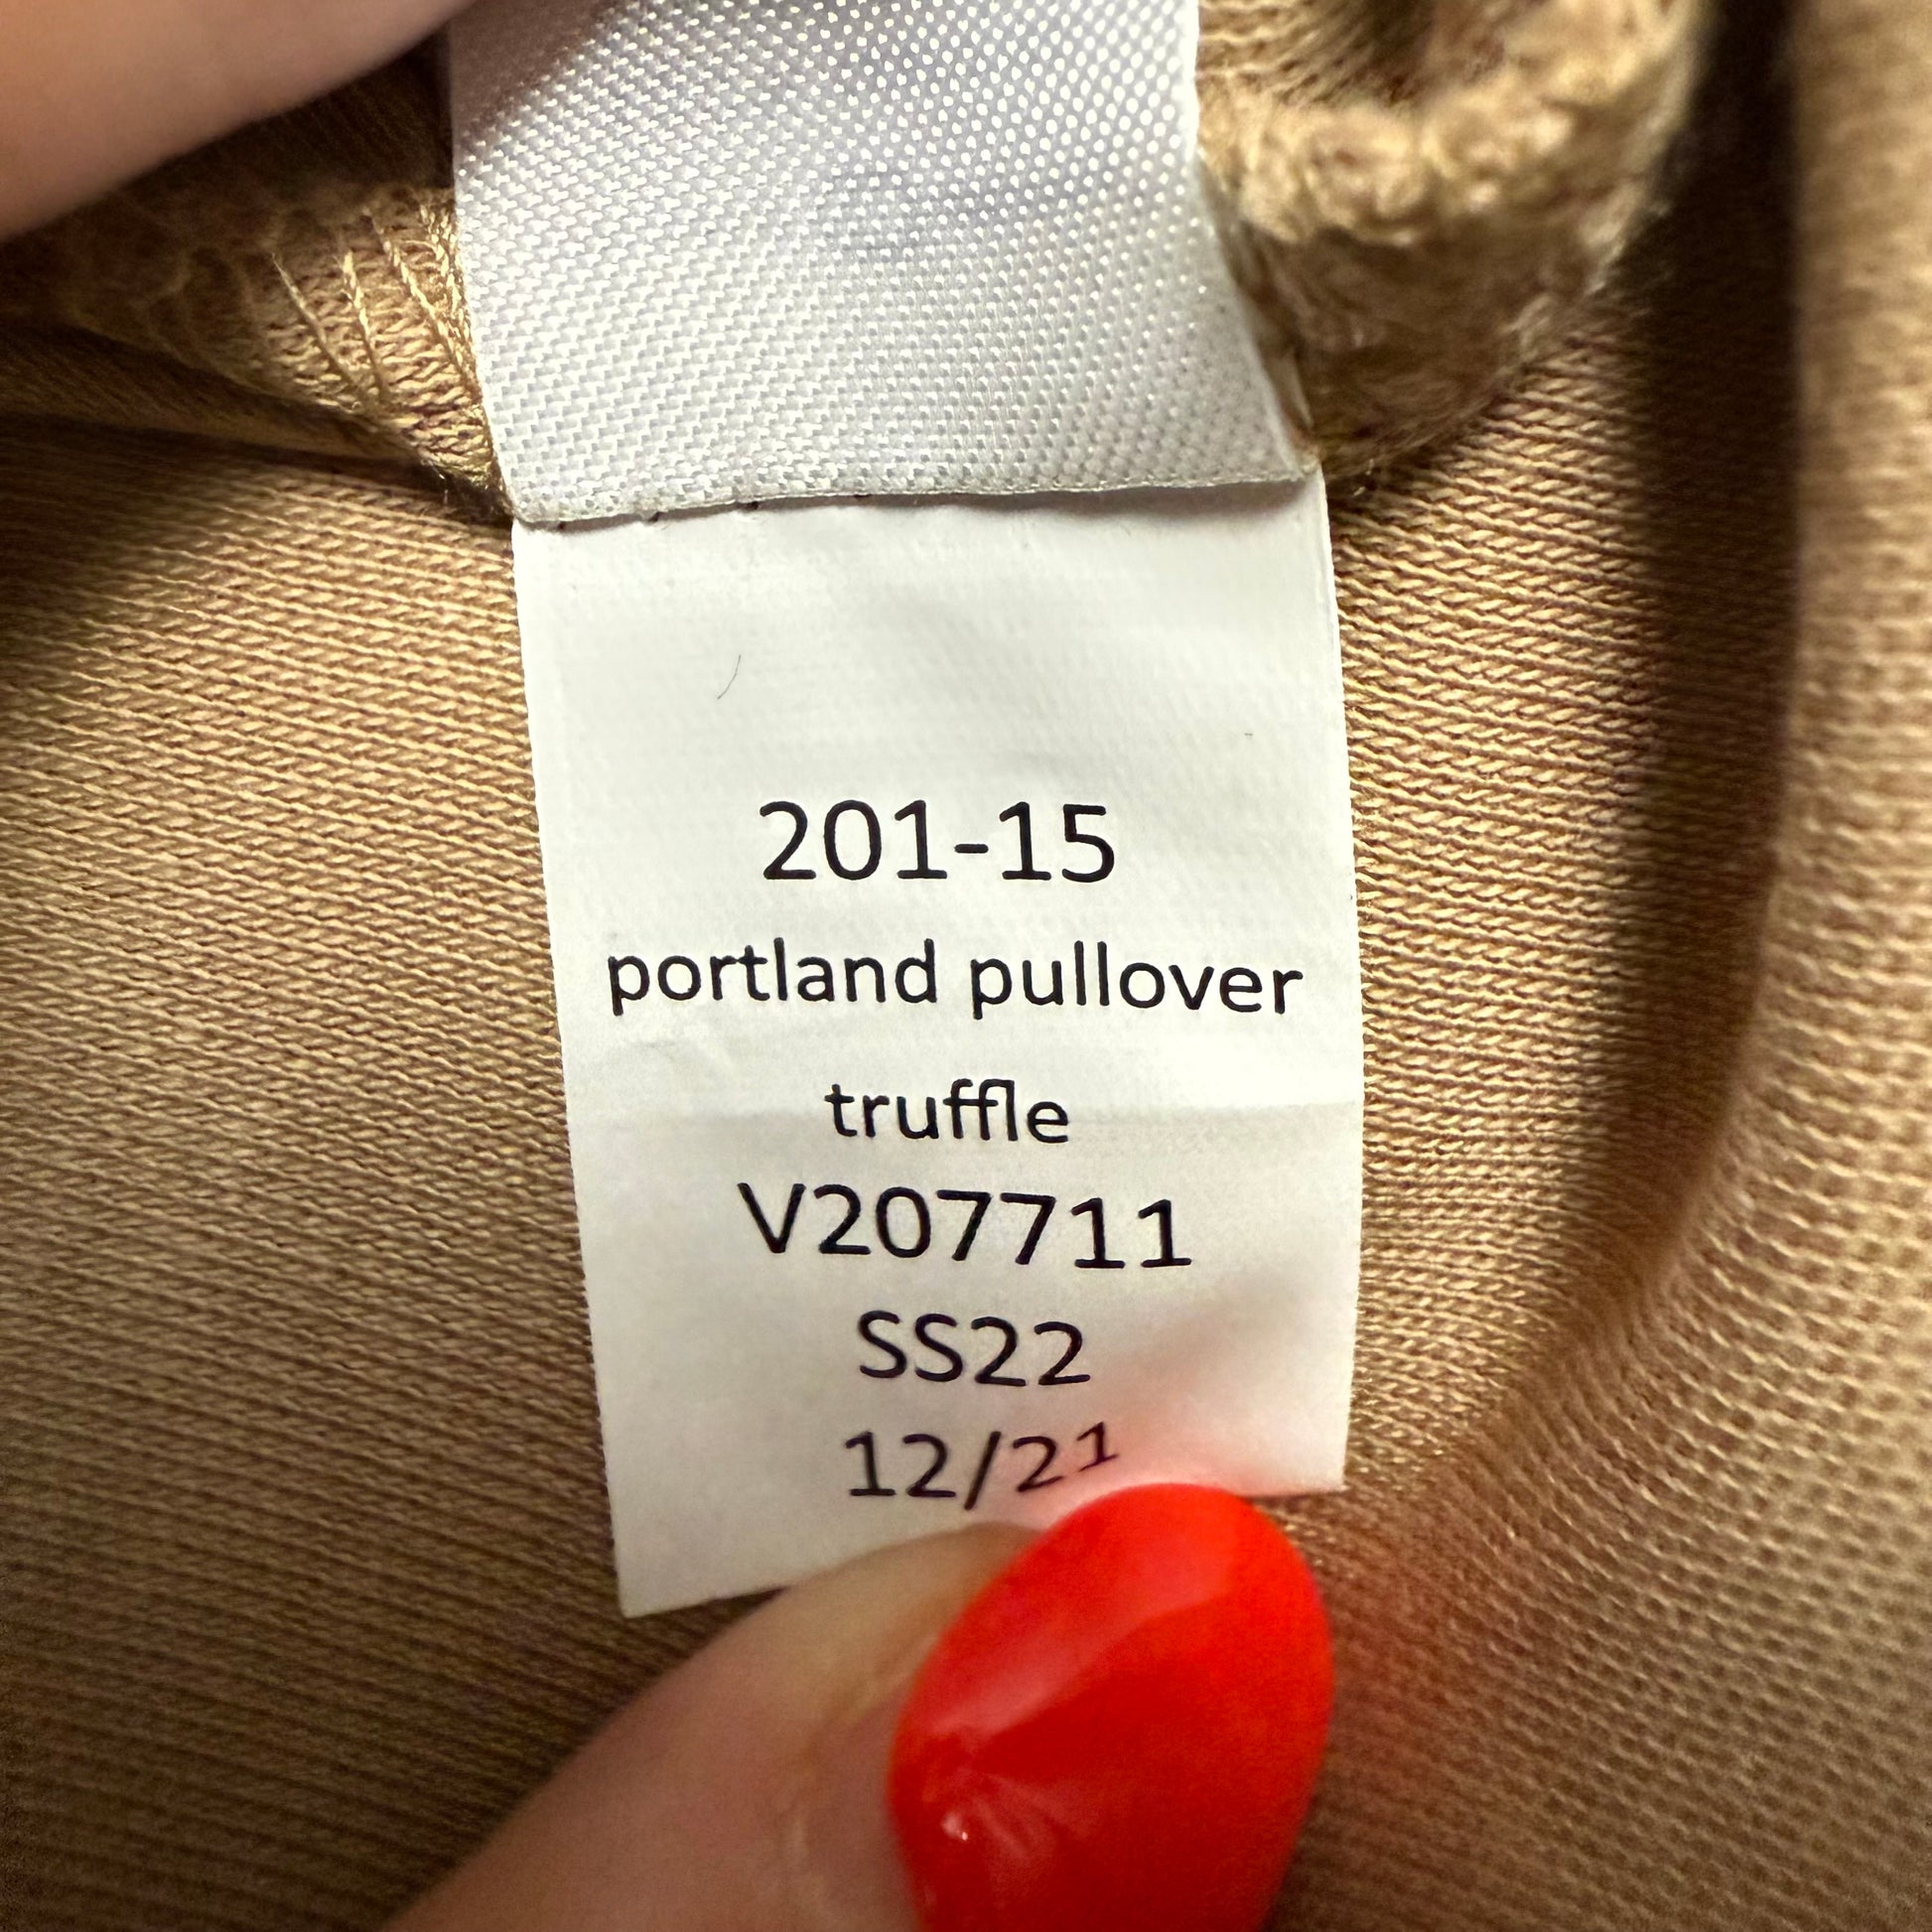 201-15
portland pullover
truffle
V207711
SS22
12/21